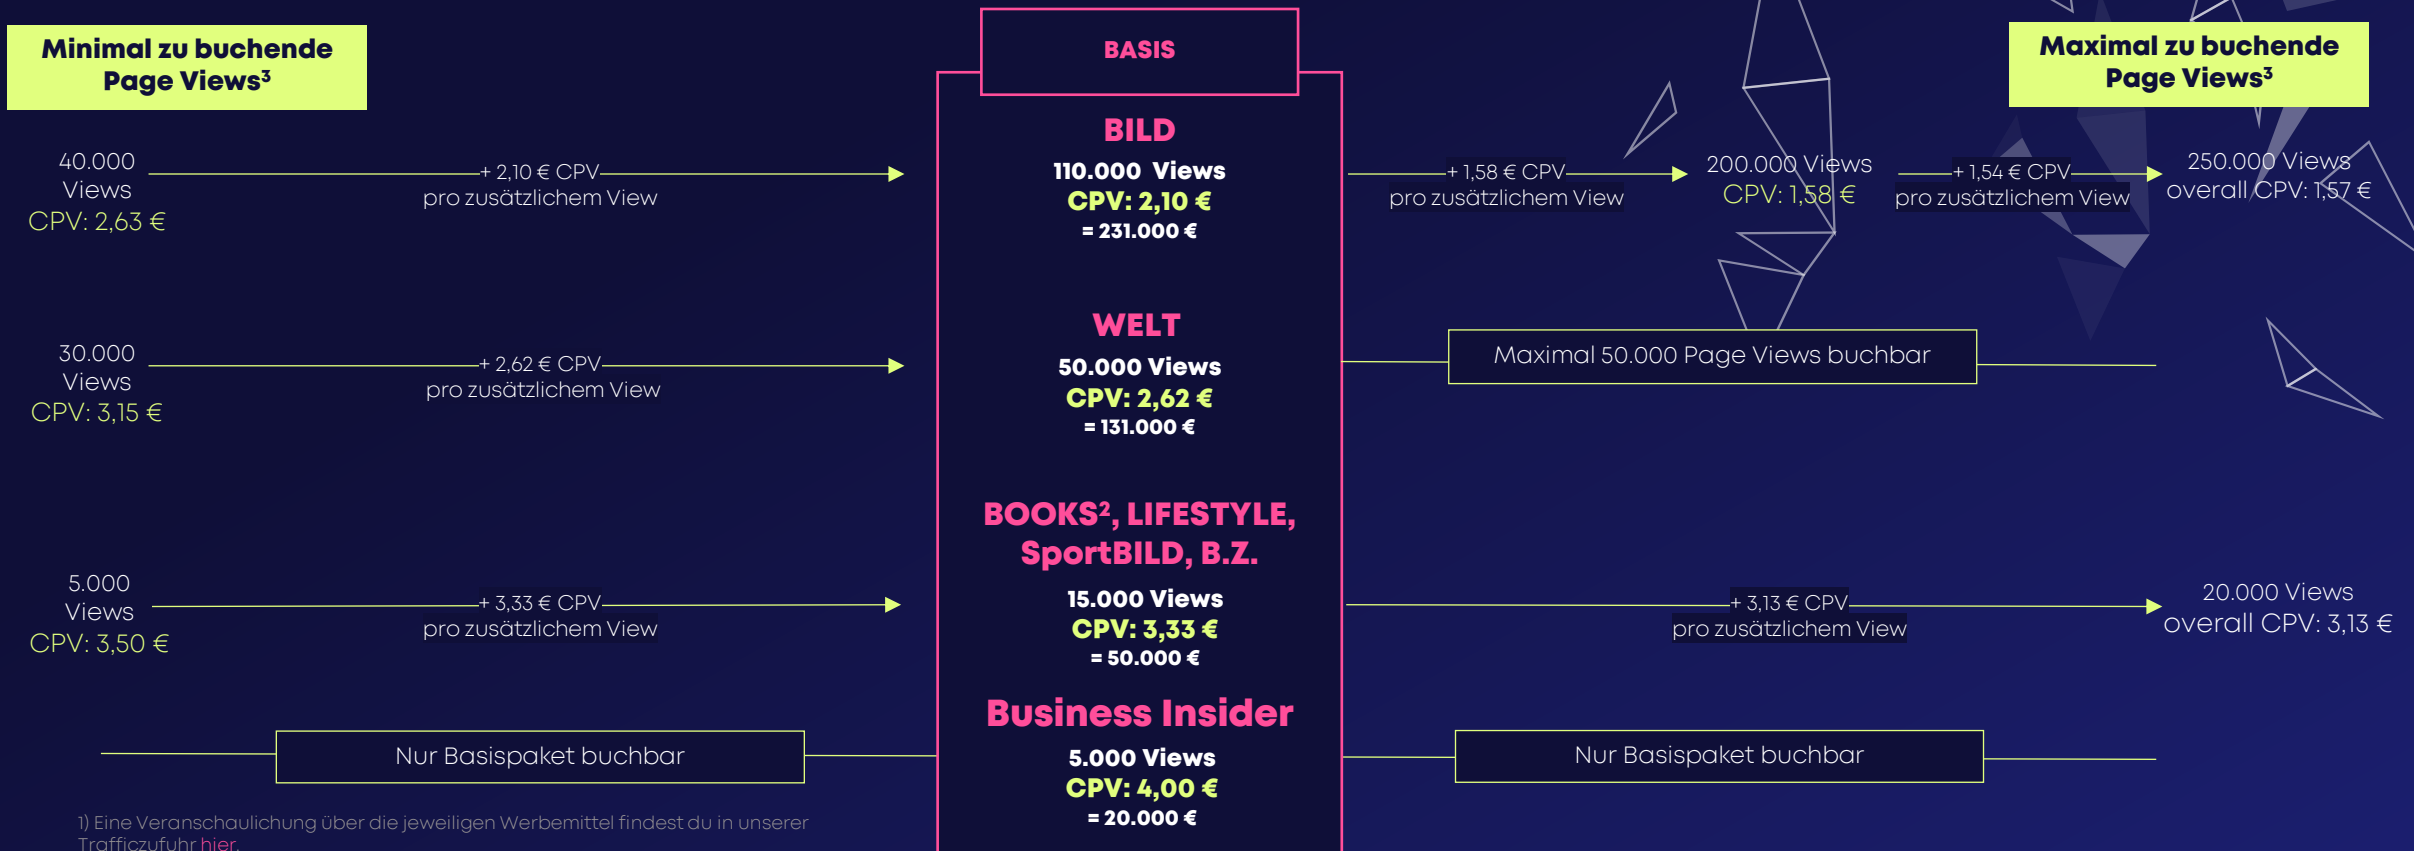 Minimal zu buchende
Page Views³
BASIS
Maximal zu buchende
Page Views³
BILD
110.000 Views
CPV: 2,10 €
= 231.000 €
40.000
Views
CPV: 2,63 €
+ 2,10 € CPV
pro zusätzlichem View
+ 1,58 € CPV
pro zusätzlichem View
200.000 Views
CPV: 1,58 €
+ 1,54 € CPV
pro zusätzlichem View
250.000 Views
overall CPV: 1,57 €
30.000
Views
CPV: 3,15 €
+ 2,62 € CPV
pro zusätzlichem View
WELT
50.000 Views
CPV: 2,62 €
= 131.000 €
Maximal 50.000 Page Views buchbar
5.000
Views
CPV: 3,50 €
+ 3,33 € CPV
pro zusätzlichem View
BOOKS², LIFESTYLE,
SportBILD, B.Z.
15.000 Views
CPV: 3,33 €
= 50.000 €
+ 3,13 € CPV
pro zusätzlichem View
20.000 Views
overall CPV: 3,13 €
Nur Basispaket buchbar
Business Insider
5.000 Views
CPV: 4,00 €
= 20.000 €
Nur Basispaket buchbar
1) Eine Veranschaulichung über die jeweiligen Werbemittel findest du in unserer
Trafficzufuhr hier.